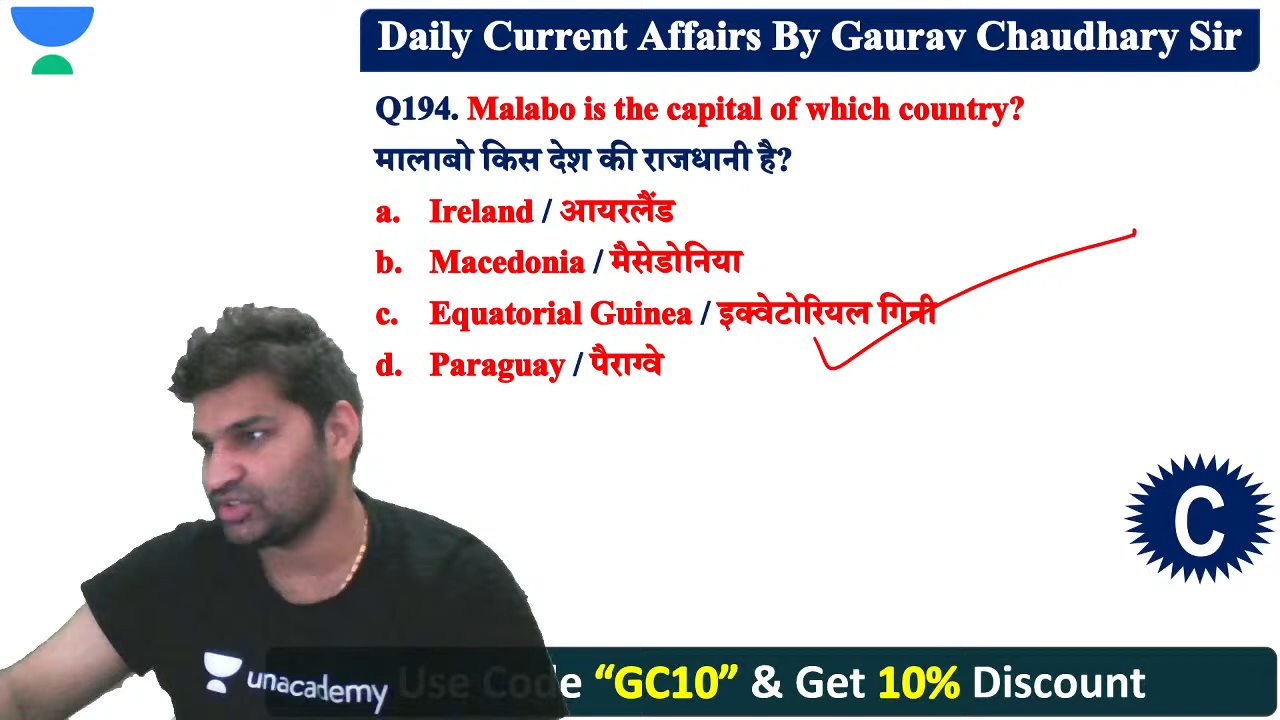 Daily Current Affairs By Gaurav Chaudhary Sir
Q194. Malabo is the capital of which country?
मालाबो किस देश की राजधानी है?
a. Ireland / आयरलैंड
b. Macedonia / मैसेडोनिया
c. Equatorial Guinea / इक्वेटोरियल गिनी
d. Paraguay / पैराग्वे
C
unacademy
Use Code “GC10” & Get 10% Discount